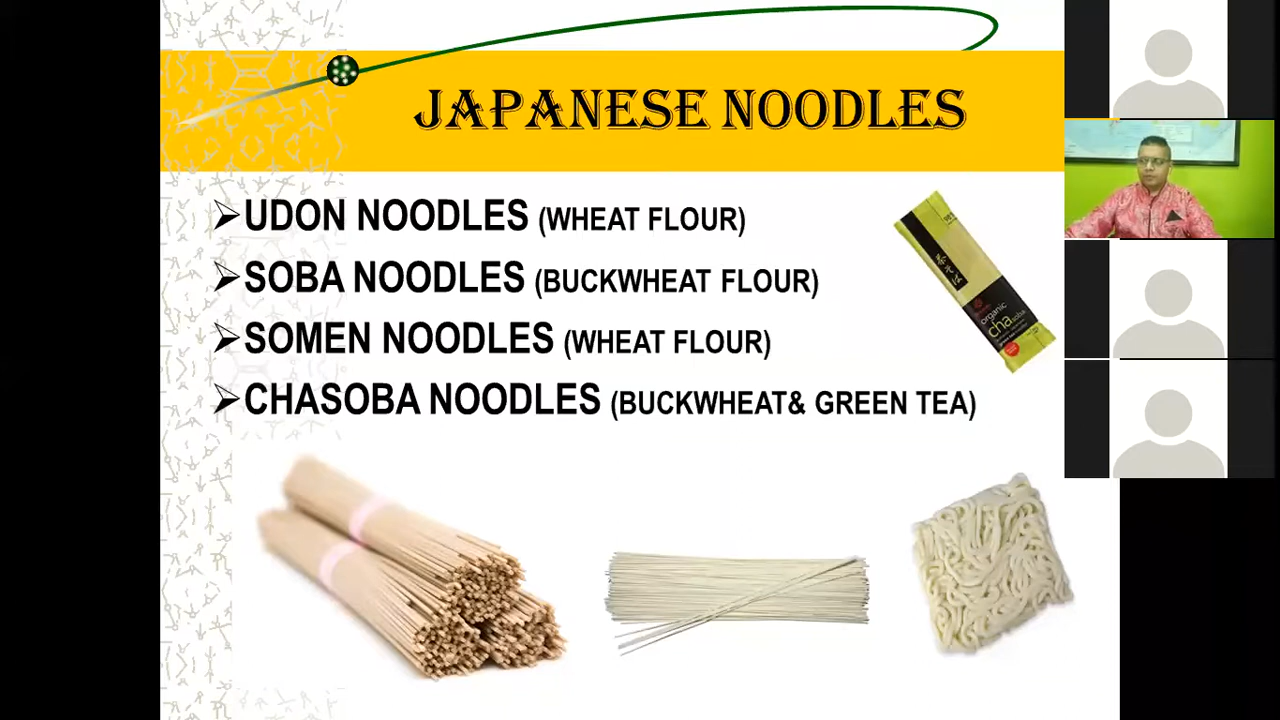 JAPANESE NOODLES
➢UDON NOODLES (WHEAT FLOUR)
➢SOBA NOODLES (BUCKWHEAT FLOUR)
➢SOMEN NOODLES (WHEAT FLOUR)
➢CHASOBA NOODLES (BUCKWHEAT& GREEN TEA)
organic
cha soba